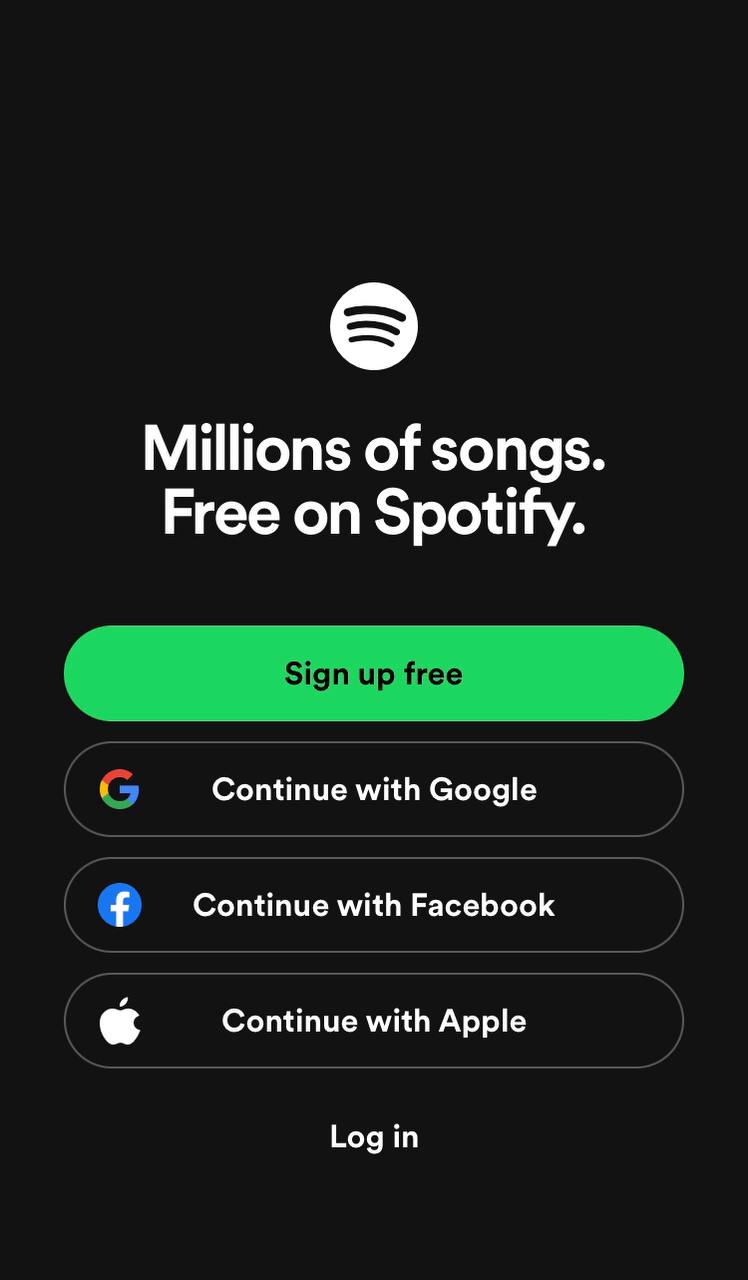 Millions of songs.
Free on Spotify.
Sign up free
Continue with Google
Continue with Facebook
Continue with Apple
Log in